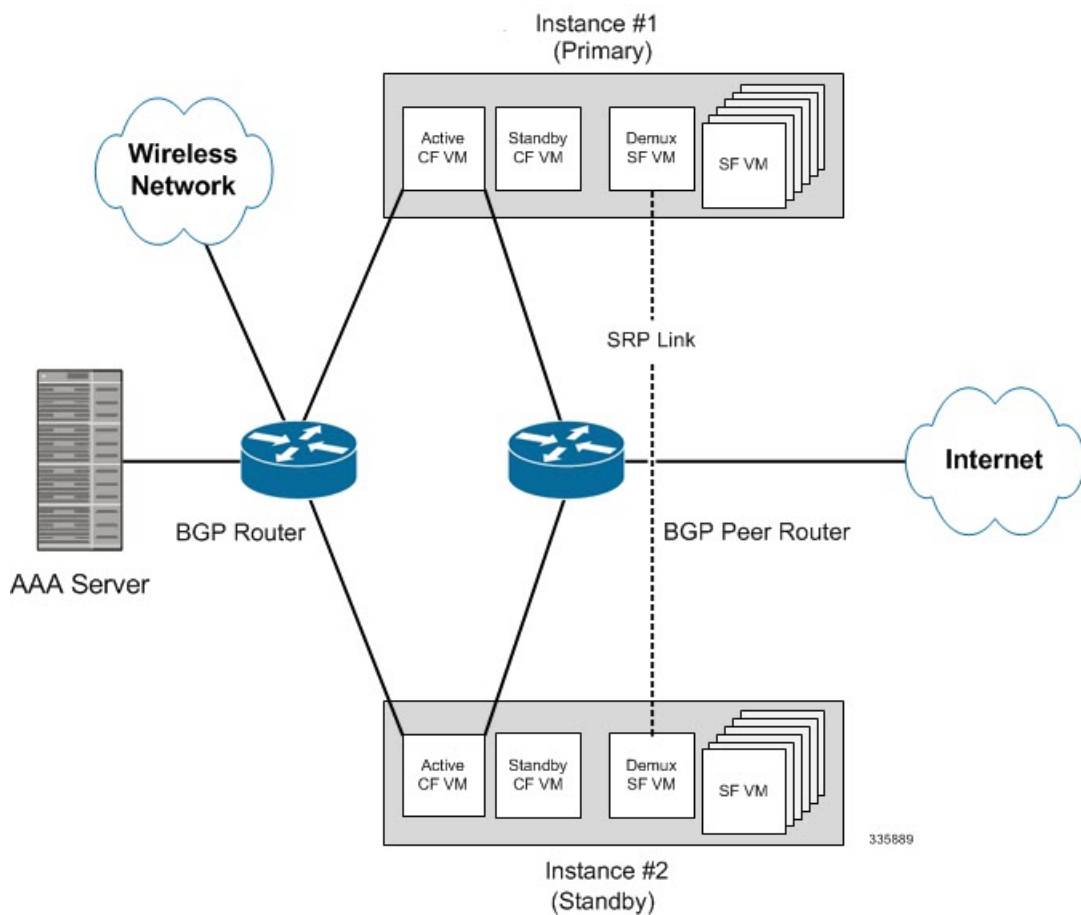 Instance #1
(Primary)
Active
CF VM
Standby
CF VM
Demux
SF VM
SF VM
Wireless
Network
SRP Link
Internet
BGP Router
BGP Peer Router
AAA Server
Active
CF VM
Standby
CF VM
Demux
SF VM
SF VM
335889
Instance #2
(Standby)